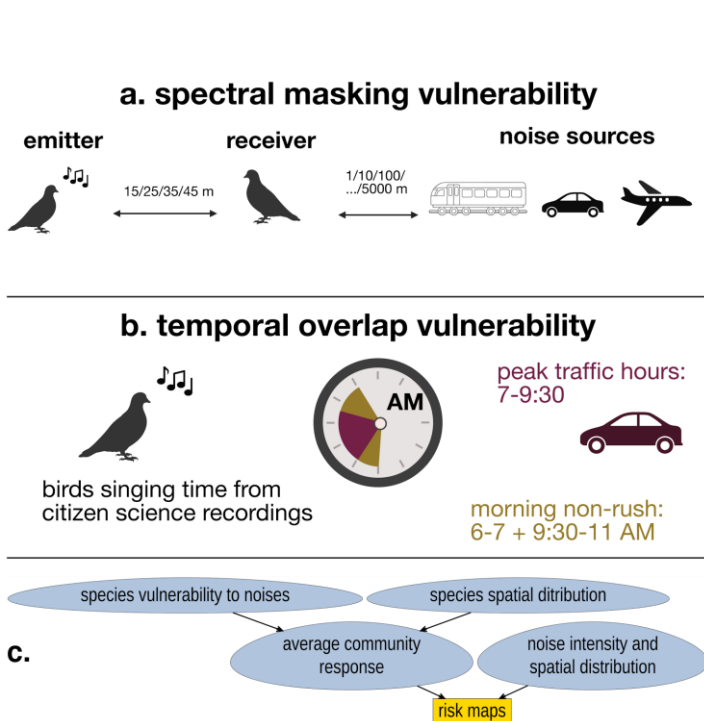 a. spectral masking vulnerability
emitter
receiver
noise sources
15/25/35/45 m
1/10/100/
.../5000 m
b. temporal overlap vulnerability
AM
peak traffic hours:
7-9:30
birds singing time from
citizen science recordings
morning non-rush:
6-7 + 9:30-11 AM
c.
species vulnerability to noises
species spatial ditribution
average community
response
noise intensity and
spatial distribution
risk maps